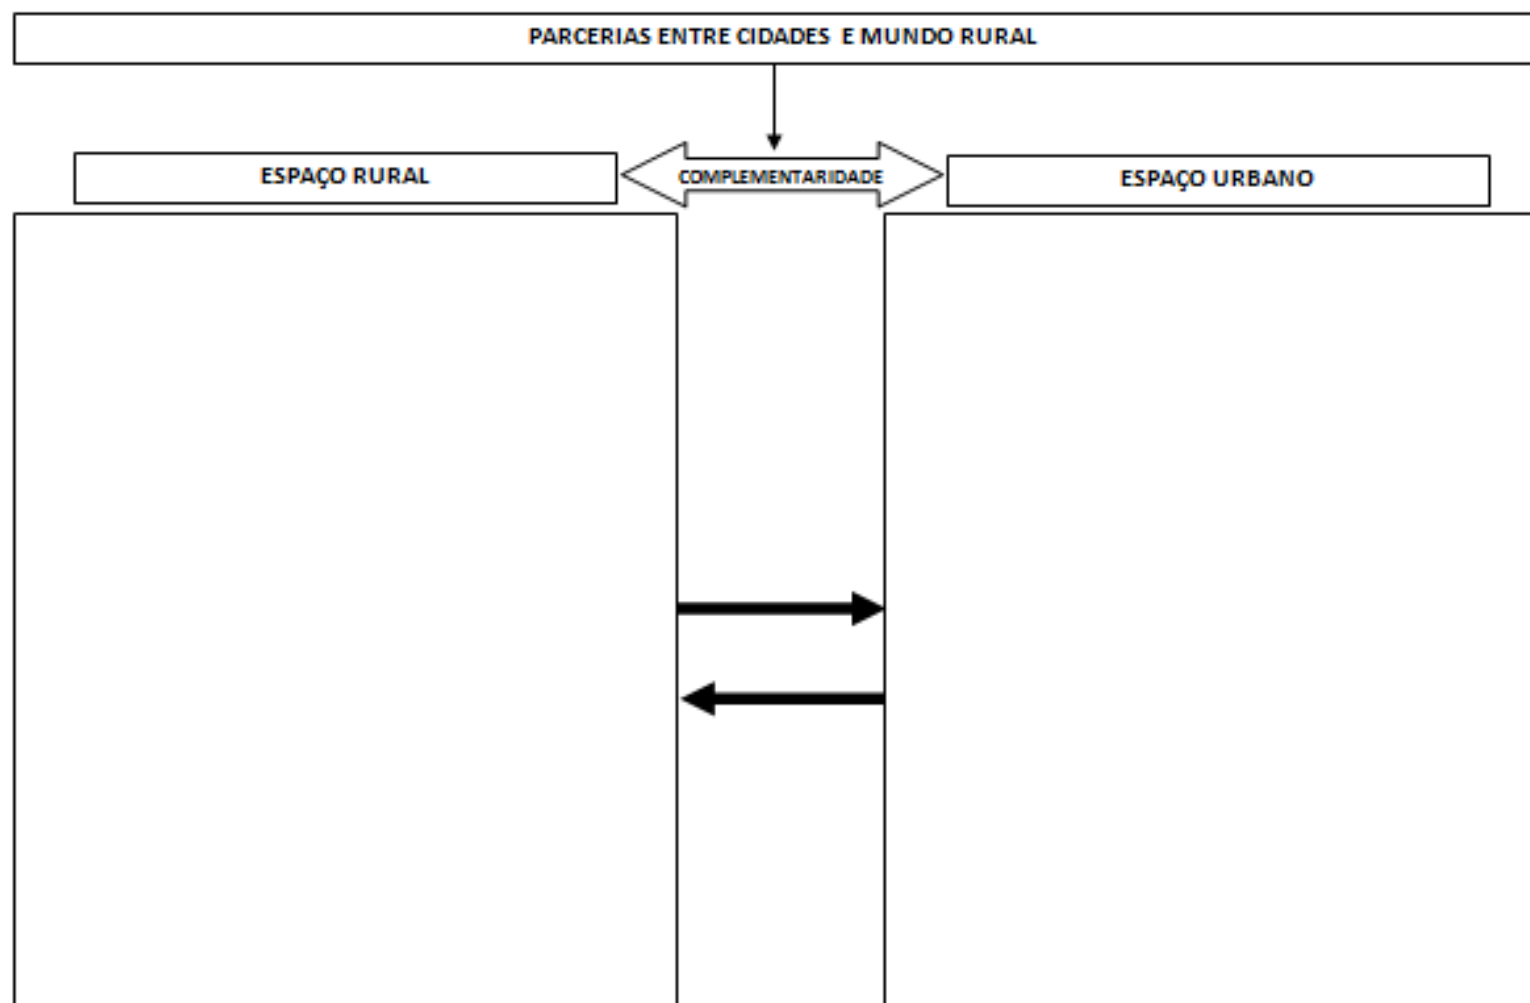 PARCERIAS ENTRE CIDADES E MUNDO RURAL
ESPAÇO RURAL
COMPLEMENTARIDADE
ESPAÇO URBANO